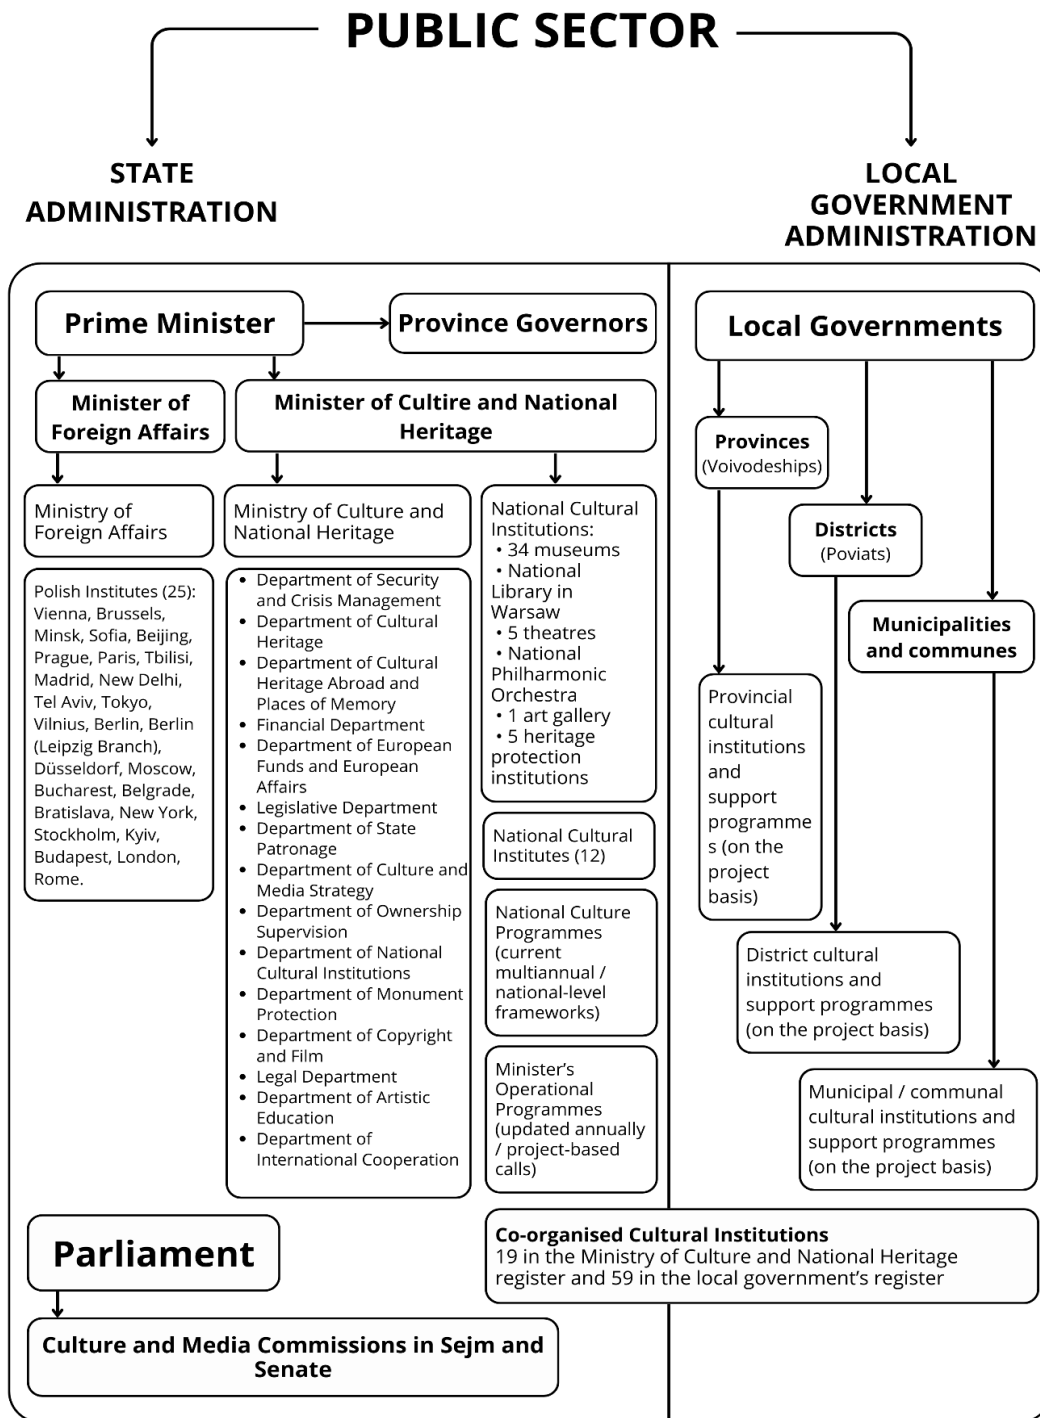 PUBLIC SECTOR
STATE
ADMINISTRATION
LOCAL
GOVERNMENT
ADMINISTRATION
Prime Minister
Province Governors
Minister of
Foreign Affairs
Minister of Cultire and National
Heritage
Ministry of
Foreign Affairs
Polish Institutes (25):
Vienna, Brussels,
Minsk, Sofia, Beijing,
Prague, Paris, Tbilisi,
Madrid, New Delhi,
Tel Aviv, Tokyo,
Vilnius, Berlin, Berlin
(Leipzig Branch),
Düsseldorf, Moscow,
Bucharest, Belgrade,
Bratislava, New York,
Stockholm, Kyiv,
Budapest, London,
Rome.
Ministry of Culture and
National Heritage
• Department of Security
and Crisis Management
• Department of Cultural
Heritage
• Department of Cultural
Heritage Abroad and
Places of Memory
• Financial Department
• Department of European
Funds and European
Affairs
• Legislative Department
• Department of State
Patronage
• Department of Culture and
Media Strategy
• Department of Ownership
Supervision
• Department of National
Cultural Institutions
• Department of Monument
Protection
• Department of Copyright
and Film
• Legal Department
• Department of Artistic
Education
• Department of
International Cooperation
National Cultural
Institutions:
• 34 museums
• National
Library in
Warsaw
• 5 theatres
• National
Philharmonic
Orchestra
• 1 art gallery
• 5 heritage
protection
institutions
National Cultural
Institutes (12)
National Culture
Programmes
(current
multiannual /
national-level
frameworks)
Minister's
Operational
Programmes
(updated annually
/ project-based
calls)
Local Governments
Provinces
(Voivodeships)
Districts
(Poviats)
Municipalities
and communes
Provincial
cultural
institutions
and
support
programme
s (on the
project
basis)
District cultural
institutions and
support programmes
(on the project basis)
Municipal / communal
cultural institutions and
support programmes
(on the project basis)
Co-organised Cultural Institutions
19 in the Ministry of Culture and National Heritage
register and 59 in the local government's register
Parliament
Culture and Media Commissions in Sejm and
Senate